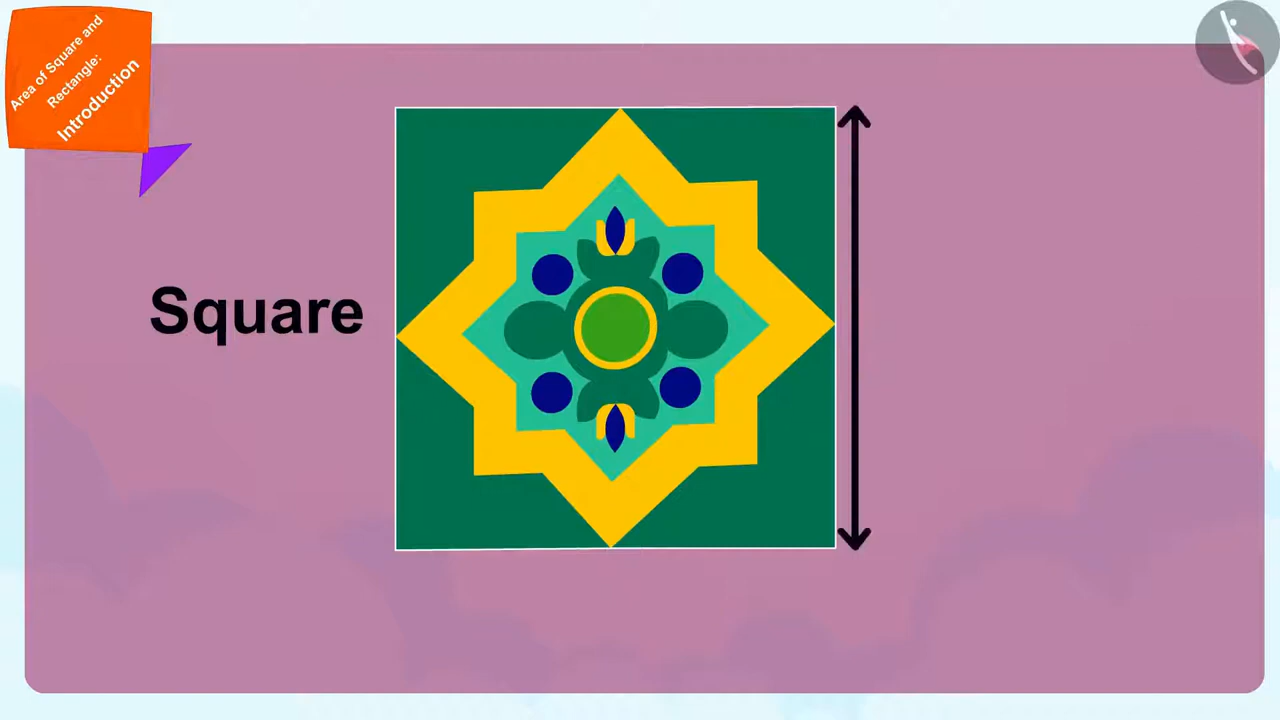 Area of Square and
Rectangle:
Introduction
Square